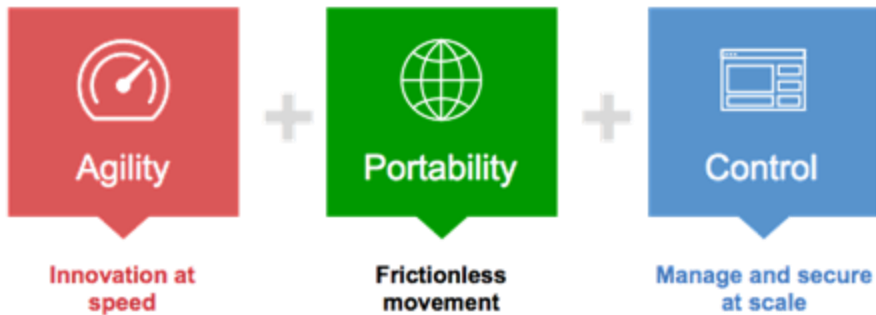 Agility
Portability
Control
Innovation at
speed
Frictionless
movement
Manage and secure
at scale